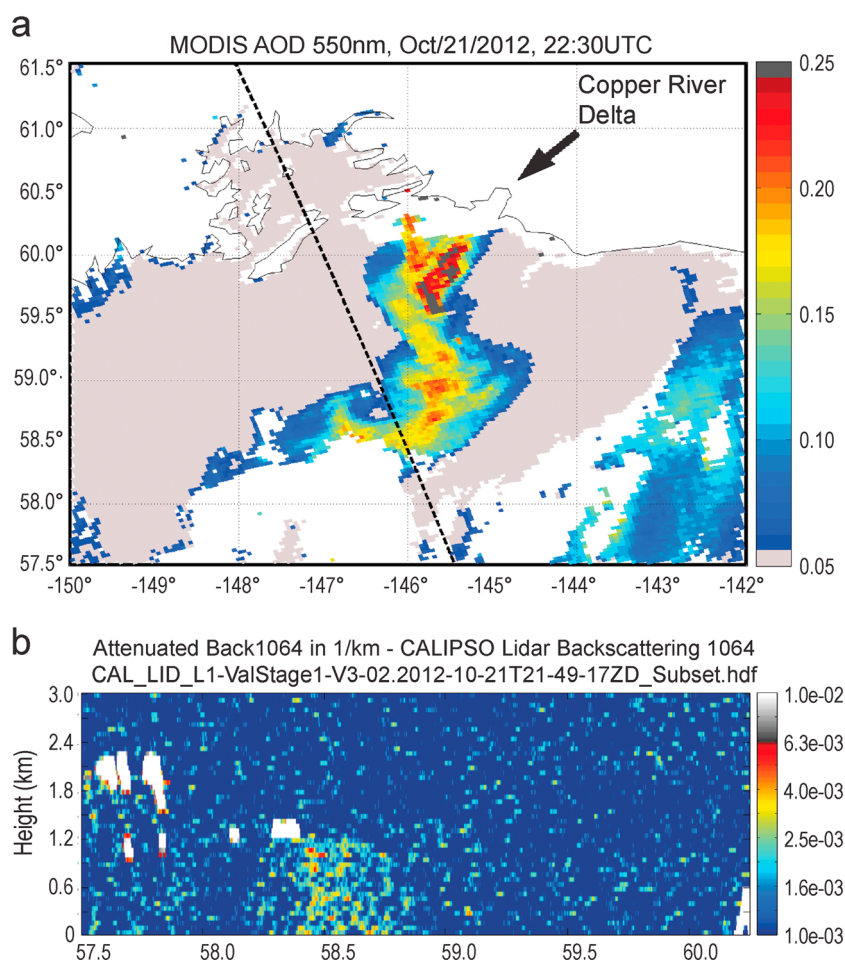 a
MODIS AOD 550nm, Oct/21/2012, 22:30UTC
61.5°
61.0°
60.5°
60.0°
59.5°
59.0°
58.5°
58.0°
57.5°
Copper River
Delta
0.25
0.20
0.15
0.10
0.05
-150° -149° -148° -147° -146° -145° -144° -143° -142°
b
Attenuated Back1064 in 1/km - CALIPSO Lidar Backscattering 1064
CAL_LID_L1-ValStage1-V3-02.2012-10-21T21-49-17ZD_Subset.hdf
Height (km)
3.0
2.4
1.8
1.2
0.6
0
1.0e-02
6.3e-03
4.0e-03
2.5e-03
1.6e-03
1.0e-03
57.5 58.0 58.5 59.0 59.5 60.0